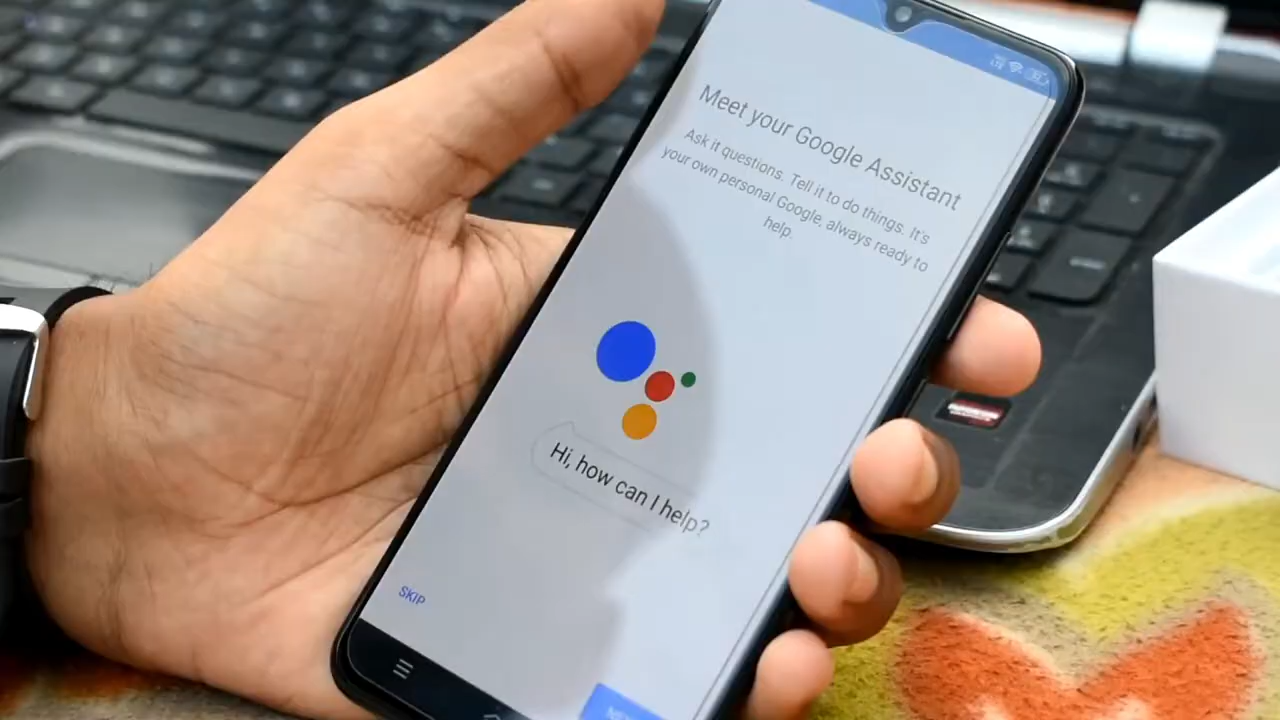 Meet your Google Assistant
Ask it questions. Tell it to do things. It's
your own personal Google, always ready to
help.
Hi, how can I help?
SKIP